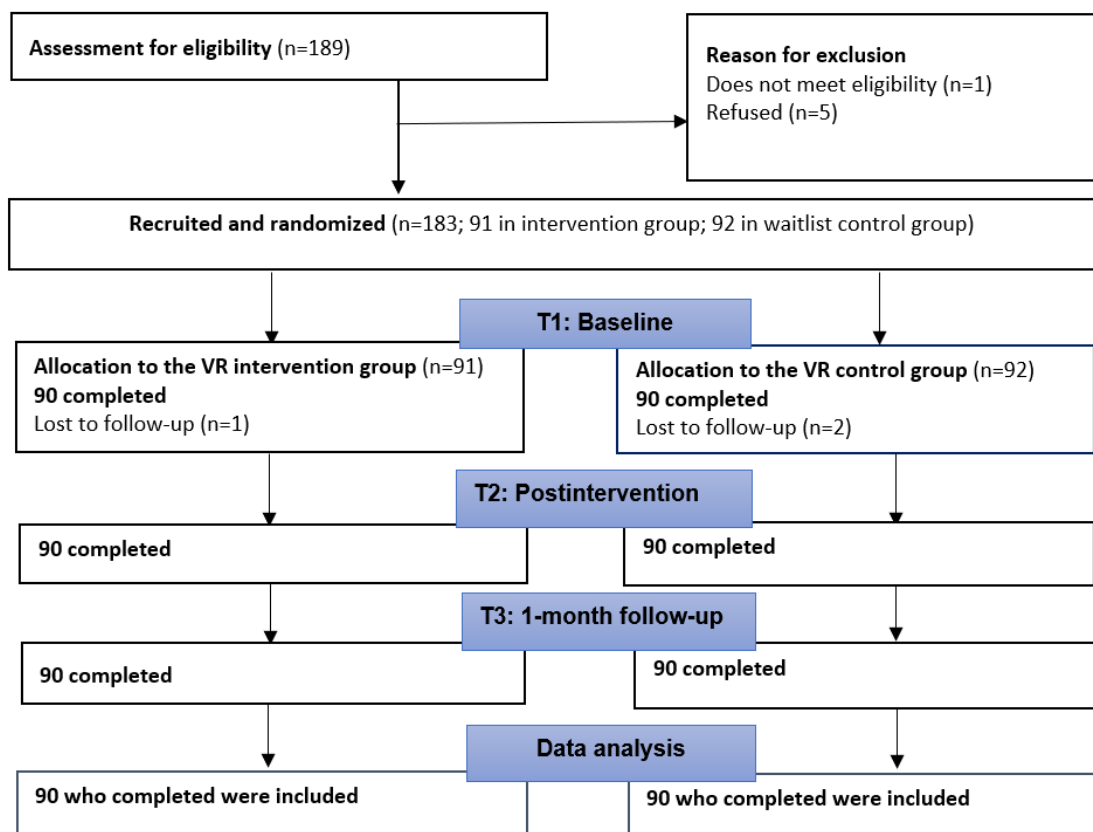 Assessment for eligibility (n=189)
Reason for exclusion
Does not meet eligibility (n=1)
Refused (n=5)
Recruited and randomized (n=183; 91 in intervention group; 92 in waitlist control group)
T1: Baseline
Allocation to the VR intervention group (n=91)
90 completed
Lost to follow-up (n=1)
Allocation to the VR control group (n=92)
90 completed
Lost to follow-up (n=2)
T2: Postintervention
90 completed
90 completed
T3: 1-month follow-up
90 completed
90 completed
Data analysis
90 who completed were included
90 who completed were included